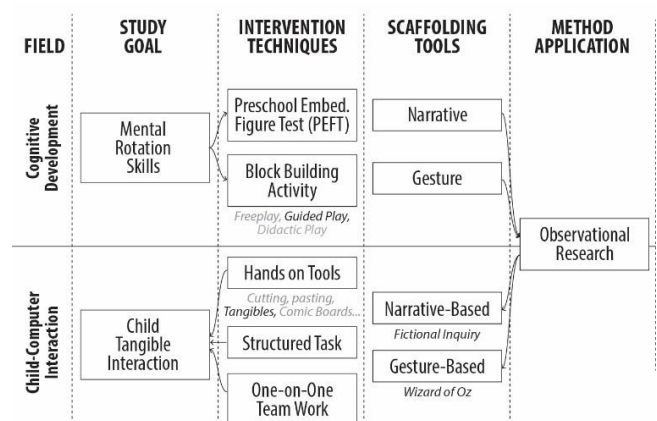 FIELD
STUDY
GOAL
INTERVENTION
TECHNIQUES
SCAFFOLDING
TOOLS
METHOD
APPLICATION
Cognitive
Development
Mental
Rotation
Skills
Preschool Embed.
Figure Test (PEFT)
Block Building
Activity
Freeplay, Guided Play,
Didactic Play
Narrative
Gesture
Observational
Research
Child-Computer
Interaction
Child
Tangible
Interaction
Hands on Tools
Cutting, pasting,
Tangibles, Comic Boards...
Structured Task
One-on-One
Team Work
Narrative-Based
Fictional Inquiry
Gesture-Based
Wizard of Oz